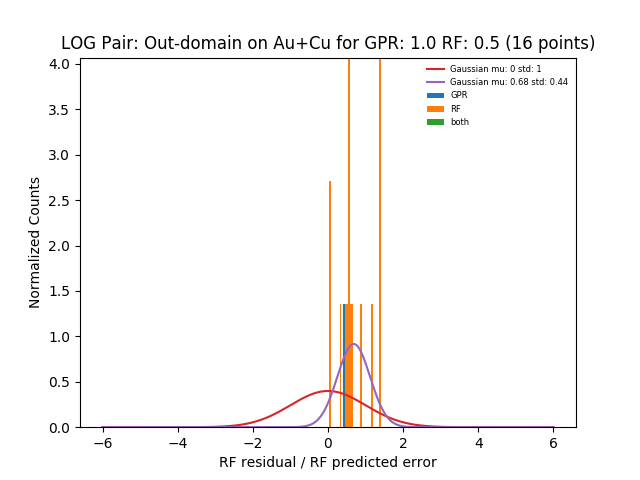 LOG Pair: Out-domain on Au+Cu for GPR: 1.0 RF: 0.5 (16 points)
Gaussian mu: 0 std: 1
Gaussian mu: 0.68 std: 0.44
GPR
RF
both
Normalized Counts
4.0
3.5
3.0
2.5
2.0
1.5
1.0
0.5
0.0
−6
−4
−2
0
2
4
6
RF residual / RF predicted error